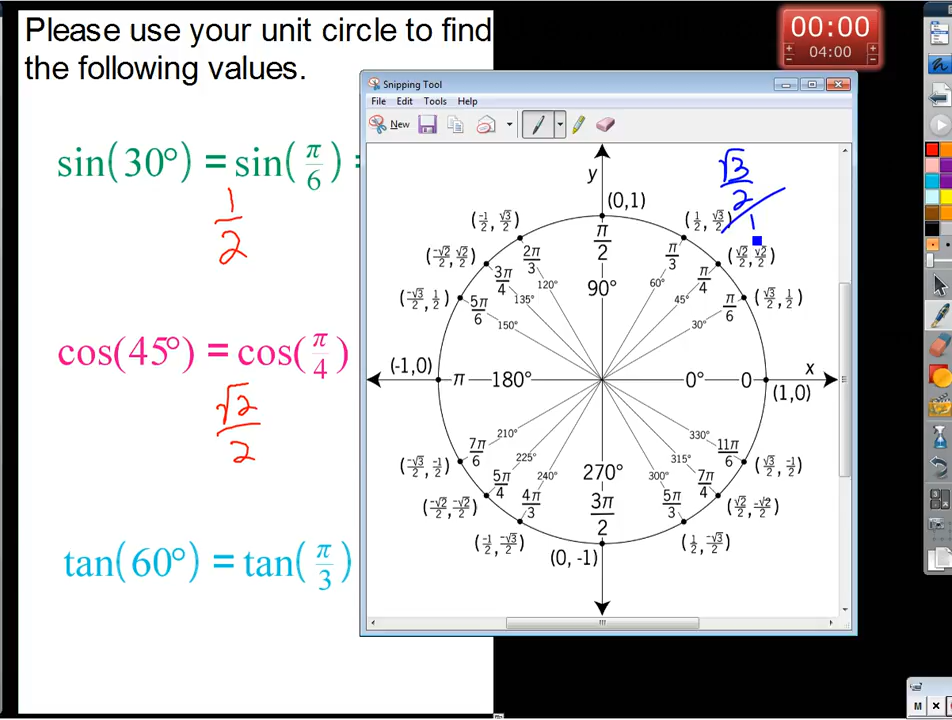 Please use your unit circle to find
the following values.
00:00
04:00
Snipping Tool
File Edit Tools Help
New
sin(30°) = sin(π/6) =
1/2
cos(45°) = cos(π/4)
√2/2
tan(60°) = tan(π/3)
√3/2
1
y
(0,1)
(-1/2, √3/2) π/2 (1/2, √3/2)
(-√2/2, √2/2) 2π/3 120° 90° 60° π/3 (√2/2, √2/2)
(-√3/2, 1/2) 3π/4 135° 45° π/4 (√3/2, 1/2)
5π/6 150° 30° π/6
(-1,0) π 180° 0° 0 x (1,0)
210° 330°
(-√3/2, -1/2) 7π/6 225° 270° 315° 11π/6 (√3/2, -1/2)
(-√2/2, -√2/2) 5π/4 240° 300° 7π/4 (√2/2, -√2/2)
4π/3 3π/2 5π/3
(-1/2, -√3/2) (0, -1) (1/2, -√3/2)
M